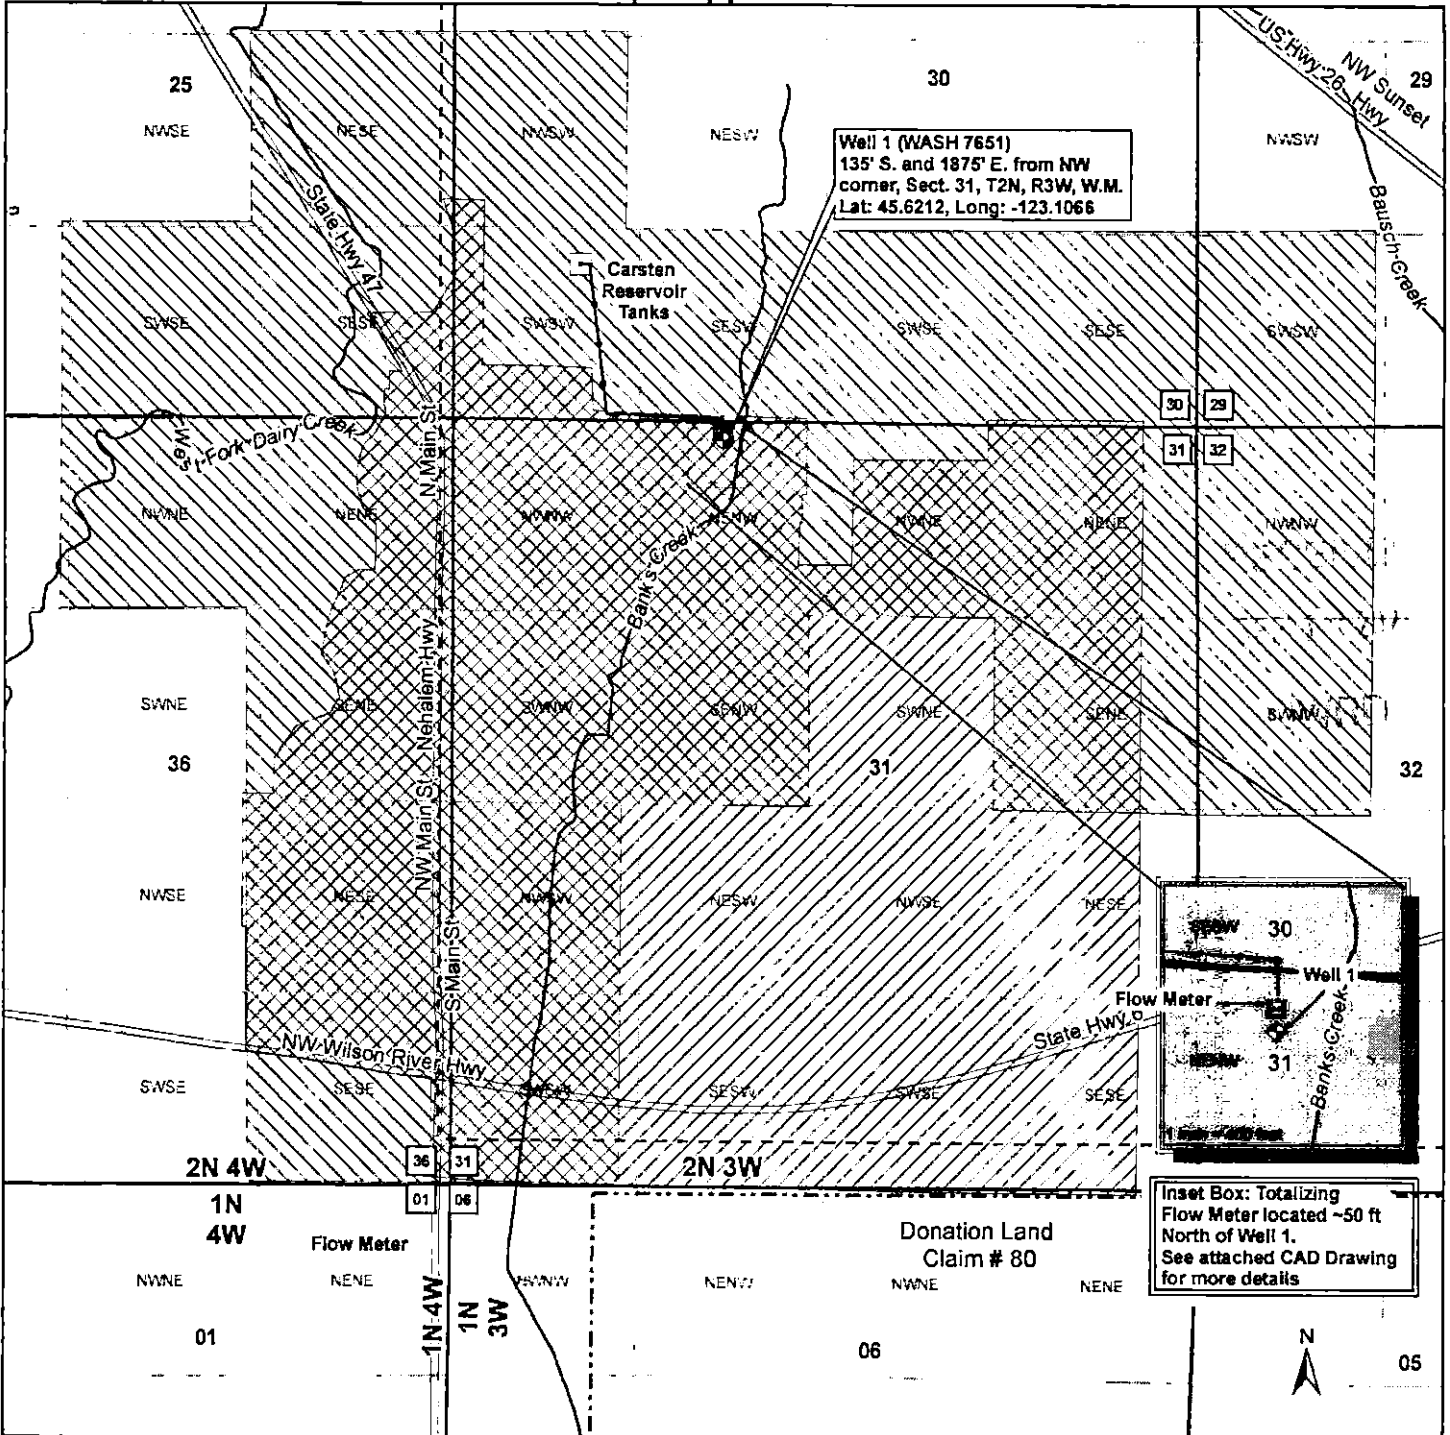 25
30
29
US Hwy 26
NW Sunset
Hwy
NWSE
NESE
NWSW
NESW
NWSW
Well 1 (WASH 7651)
135' S. and 1875' E. from NW
corner, Sect. 31, T2N, R3W, W.M.
Lat: 45.6212, Long: -123.1066
State Hwy 47
Bausch Creek
Carsten
Reservoir
Tanks
SWSE
SESE
SWSW
SESW
SWSE
SESE
SWSW
30
29
31
32
West Fork Dairy Creek
N Main St
NWNE
NENE
NWNW
NENW
NWNE
NENE
NWNW
Banks Creek
NW Main St
Nehalem Hwy
SWNE
SENE
SWNW
SENW
SWNE
SENE
SWNW
36
31
32
NWSE
NESE
NWSW
NESW
NWSE
NESE
S Main St
SESW
30
Well 1
Flow Meter
NENW
31
Banks Creek
NW Wilson River Hwy
State Hwy 6
SWSE
SESE
SWSW
SESW
SWSE
SESE
2N 4W
36
31
2N 3W
1N
4W
01
06
Flow Meter
Donation Land
Claim # 80
Inset Box: Totalizing
Flow Meter located ~50 ft
North of Well 1.
See attached CAD Drawing
for more details
NWNE
NENE
NWNW
NENW
NWNE
NENE
1N 4W
1N
3W
01
06
05
N